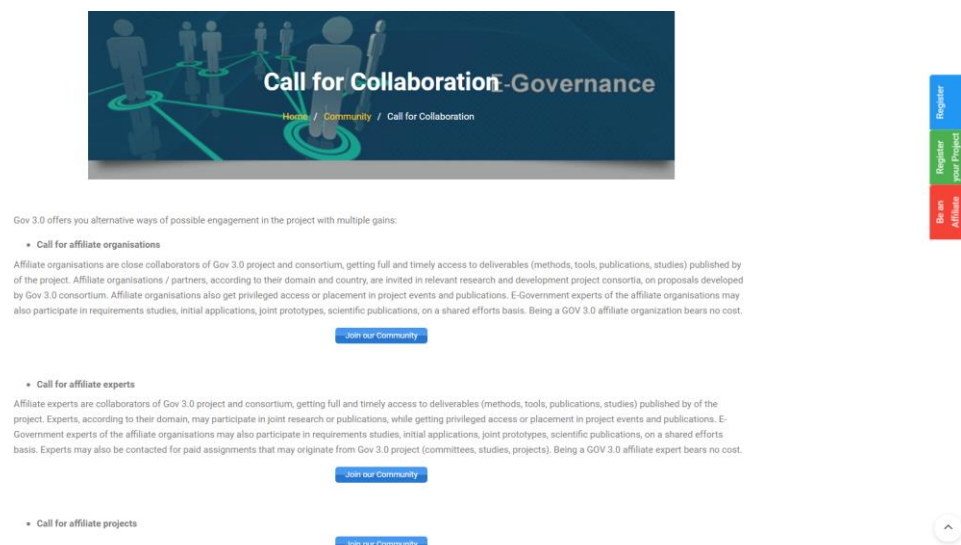 Call for Collaboration
E-Governance
Home / Community / Call for Collaboration
Register
Register
your Project
Be an
Affiliate
Gov 3.0 offers you alternative ways of possible engagement in the project with multiple gains:
• Call for affiliate organisations
Affiliate organisations are close collaborators of Gov 3.0 project and consortium, getting full and timely access to deliverables (methods, tools, publications, studies) published by
of the project. Affiliate organisations / partners, according to their domain and country, are invited in relevant research and development project consortia, on proposals developed
by Gov 3.0 consortium. Affiliate organisations also get privileged access or placement in project events and publications. E-Government experts of the affiliate organisations may
also participate in requirements studies, initial applications, joint prototypes, scientific publications, on a shared efforts basis. Being a GOV 3.0 affiliate organization bears no cost.
Join our Community
• Call for affiliate experts
Affiliate experts are collaborators of Gov 3.0 project and consortium, getting full and timely access to deliverables (methods, tools, publications, studies) published by of the
project. Experts, according to their domain, may participate in joint research or publications, while getting privileged access or placement in project events and publications. E-
Government experts of the affiliate organisations may also participate in requirements studies, initial applications, joint prototypes, scientific publications, on a shared efforts
basis. Experts may also be contacted for paid assignments that may originate from Gov 3.0 project (committees, studies, projects). Being a GOV 3.0 affiliate expert bears no cost.
Join our Community
• Call for affiliate projects
Join our Community